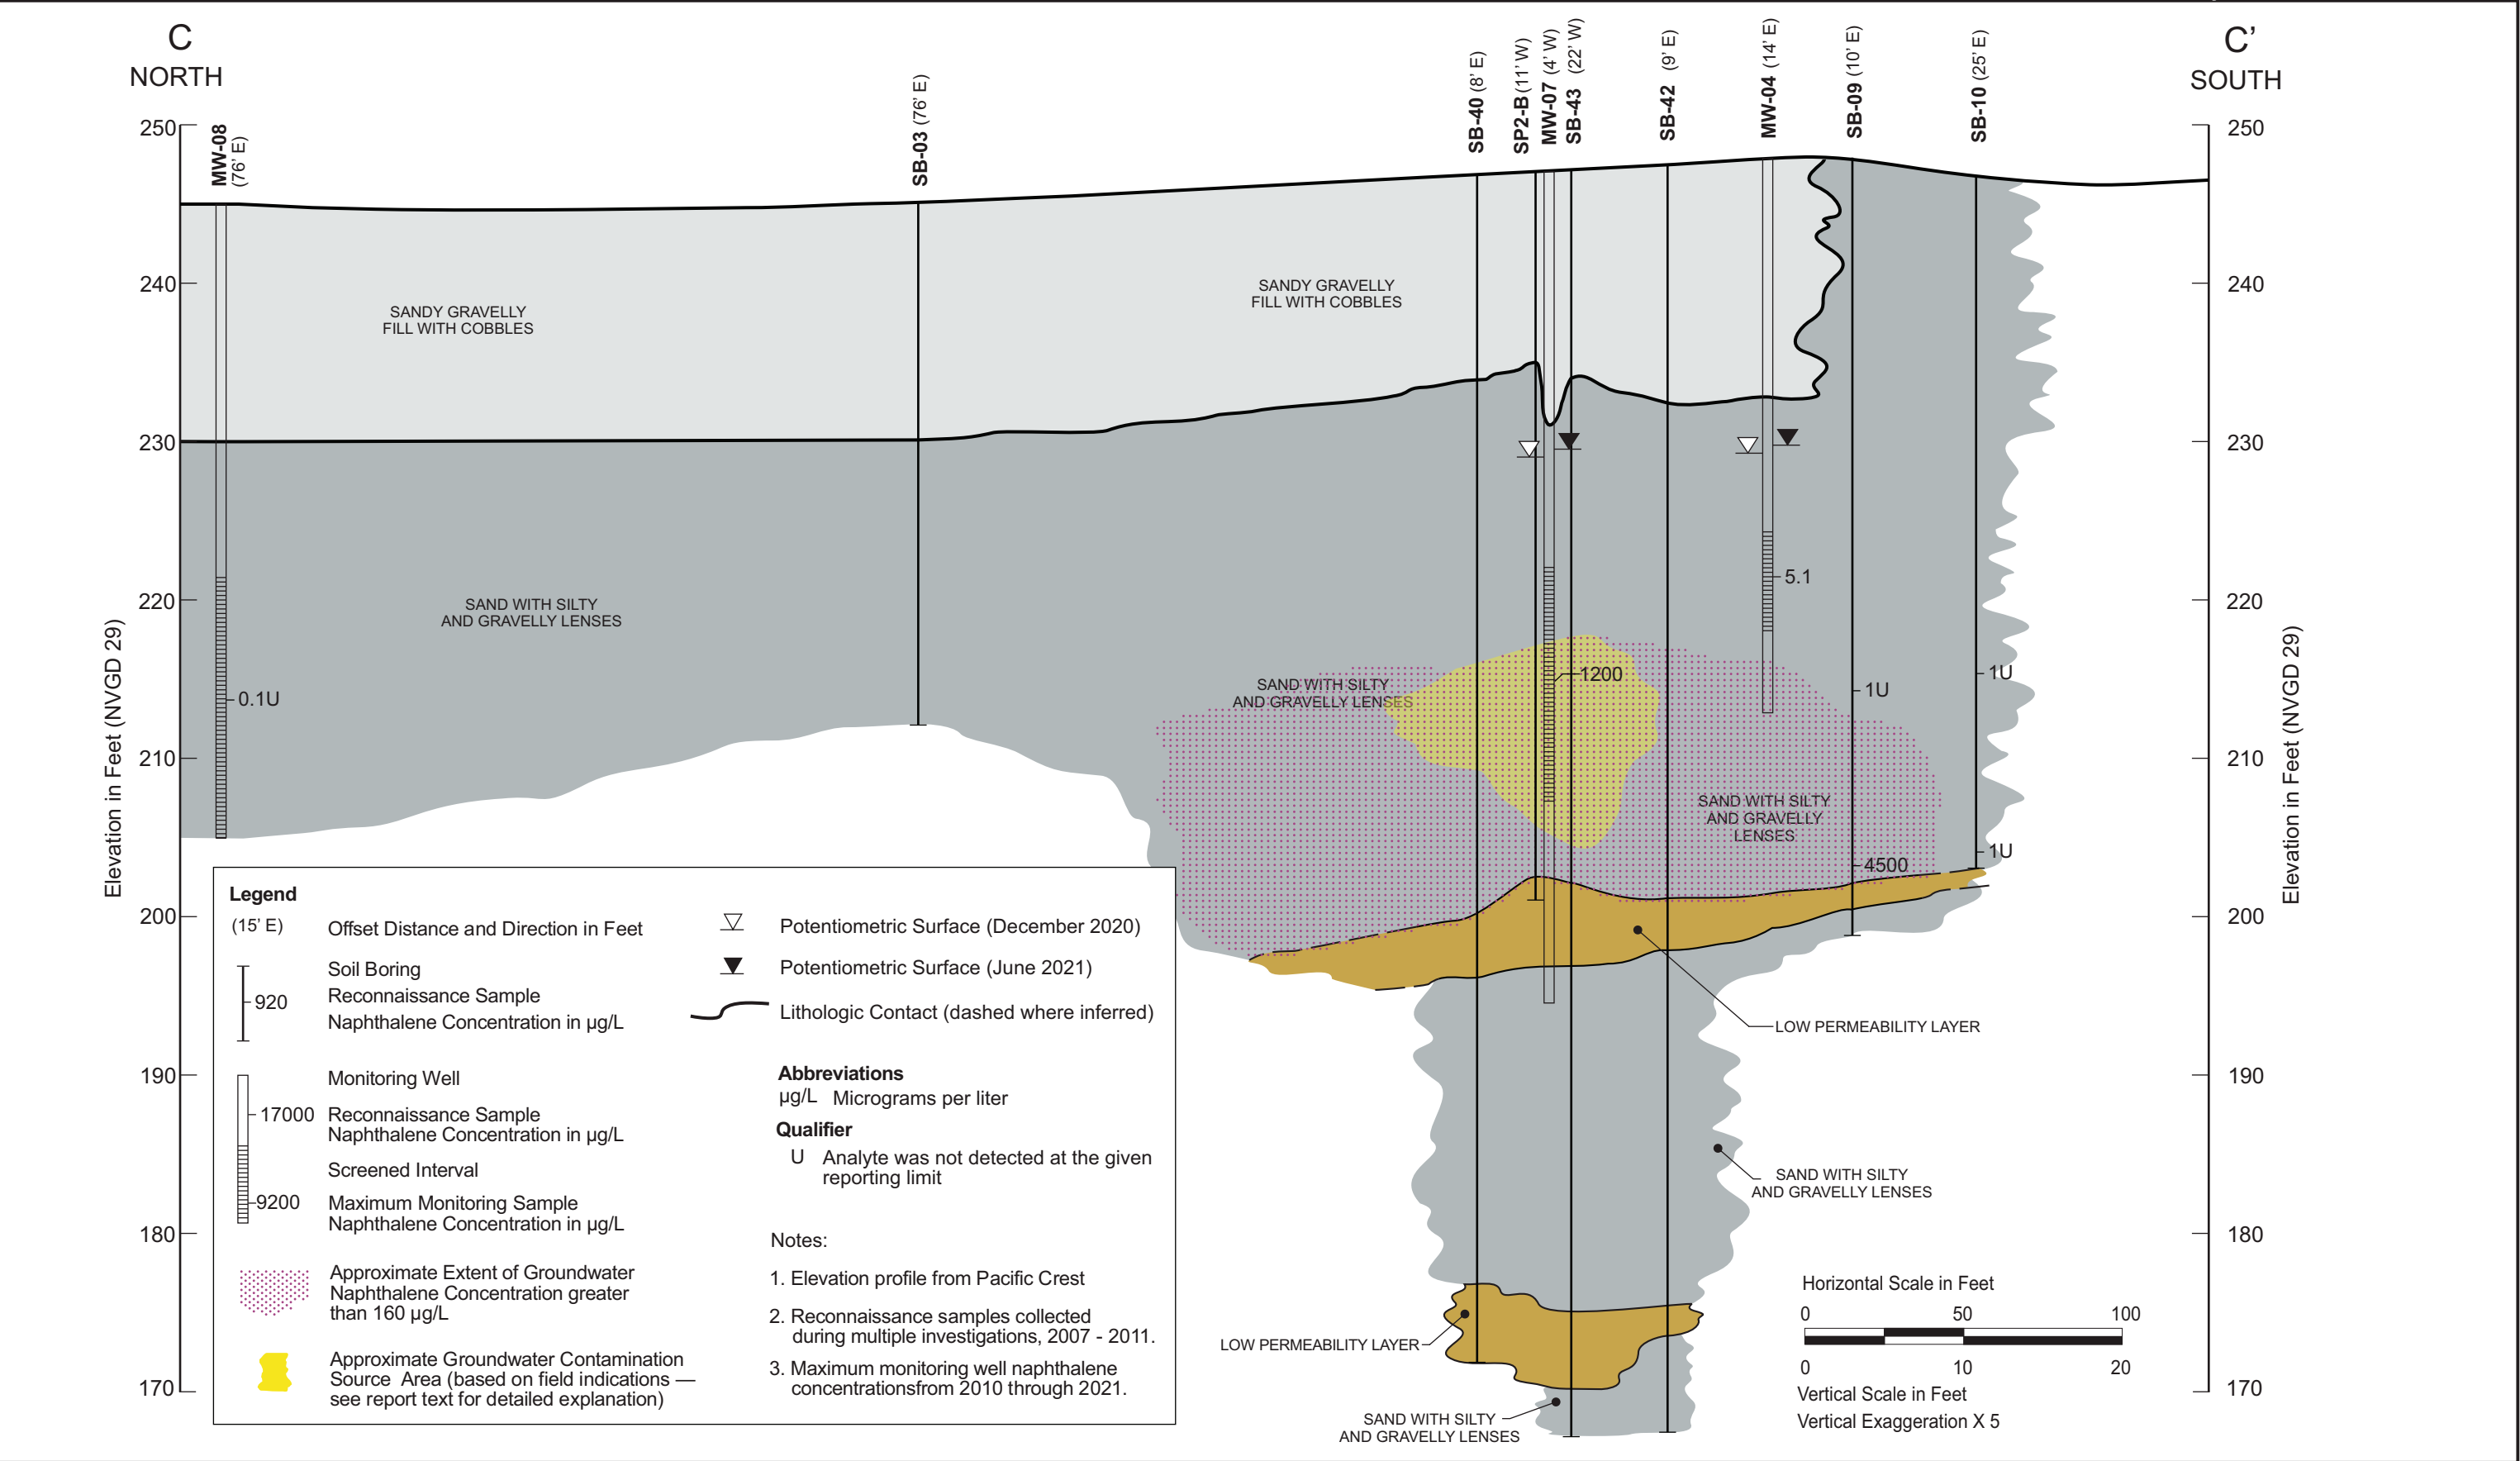 C
NORTH
C'
SOUTH
MW-08
(76' E)
SB-03 (76' E)
SB-40 (8' E)
SP2-B (11' W)
MW-07 (4' W)
SB-43 (22' W)
SB-42 (9' E)
MW-04 (14' E)
SB-09 (10' E)
SB-10 (25' E)
250
240
230
220
210
200
190
180
170
Elevation in Feet (NVGD 29)
250
240
230
220
210
200
190
180
170
Elevation in Feet (NVGD 29)
SANDY GRAVELLY
FILL WITH COBBLES
SANDY GRAVELLY
FILL WITH COBBLES
SAND WITH SILTY
AND GRAVELLY LENSES
5.1
0.1U
SAND WITH SILTY
AND GRAVELLY LENSES
1200
1U
1U
SAND WITH SILTY
AND GRAVELLY
LENSES
4500
1U
LOW PERMEABILITY LAYER
SAND WITH SILTY
AND GRAVELLY LENSES
LOW PERMEABILITY LAYER
SAND WITH SILTY
AND GRAVELLY LENSES
Legend
(15' E)
Offset Distance and Direction in Feet
Soil Boring
920
Reconnaissance Sample
Naphthalene Concentration in µg/L
Monitoring Well
17000
Reconnaissance Sample
Naphthalene Concentration in µg/L
Screened Interval
9200
Maximum Monitoring Sample
Naphthalene Concentration in µg/L
Approximate Extent of Groundwater
Naphthalene Concentration greater
than 160 µg/L
Approximate Groundwater Contamination
Source Area (based on field indications —
see report text for detailed explanation)
Potentiometric Surface (December 2020)
Potentiometric Surface (June 2021)
Lithologic Contact (dashed where inferred)
Abbreviations
µg/L Micrograms per liter
Qualifier
U Analyte was not detected at the given
reporting limit
Notes:
1. Elevation profile from Pacific Crest
2. Reconnaissance samples collected
during multiple investigations, 2007 - 2011.
3. Maximum monitoring well naphthalene
concentrationsfrom 2010 through 2021.
Horizontal Scale in Feet
0 50 100
0 10 20
Vertical Scale in Feet
Vertical Exaggeration X 5